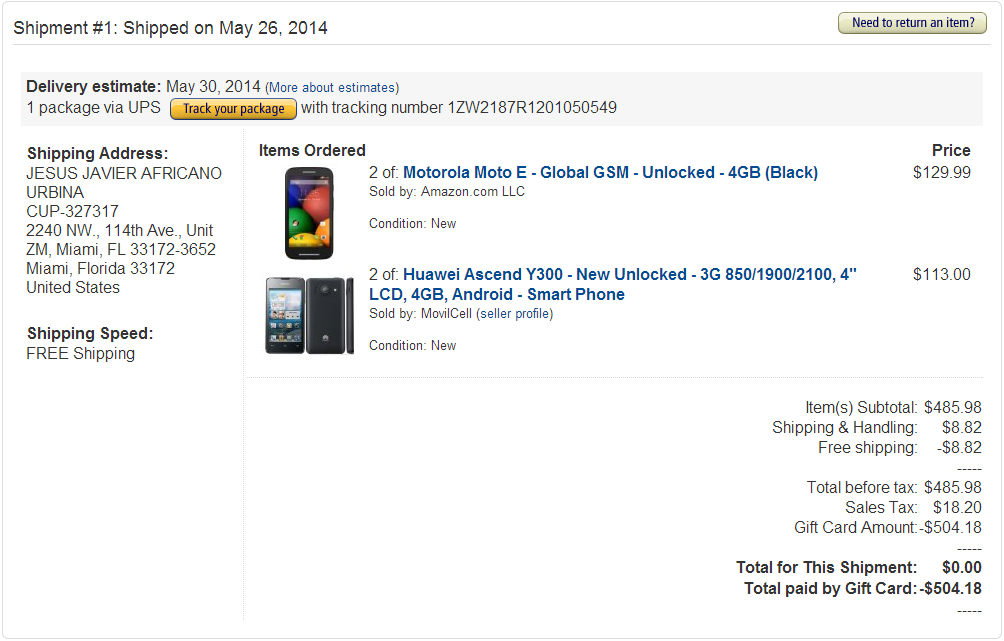 Shipment #1: Shipped on May 26, 2014
Need to return an item?
Delivery estimate: May 30, 2014 (More about estimates)
1 package via UPS Track your package with tracking number 1ZW2187R1201050549
Shipping Address:
JESUS JAVIER AFRICANO
URBINA
CUP-327317
2240 NW., 114th Ave., Unit
ZM, Miami, FL 33172-3652
Miami, Florida 33172
United States
Shipping Speed:
FREE Shipping
Items Ordered Price
2 of: Motorola Moto E - Global GSM - Unlocked - 4GB (Black) $129.99
Sold by: Amazon.com LLC
Condition: New
2 of: Huawei Ascend Y300 - New Unlocked - 3G 850/1900/2100, 4" $113.00
LCD, 4GB, Android - Smart Phone
Sold by: MovilCell (seller profile)
Condition: New
Item(s) Subtotal: $485.98
Shipping & Handling: $8.82
Free shipping: -$8.82
-----
Total before tax: $485.98
Sales Tax: $18.20
Gift Card Amount:-$504.18
-----
Total for This Shipment: $0.00
Total paid by Gift Card:-$504.18
-----